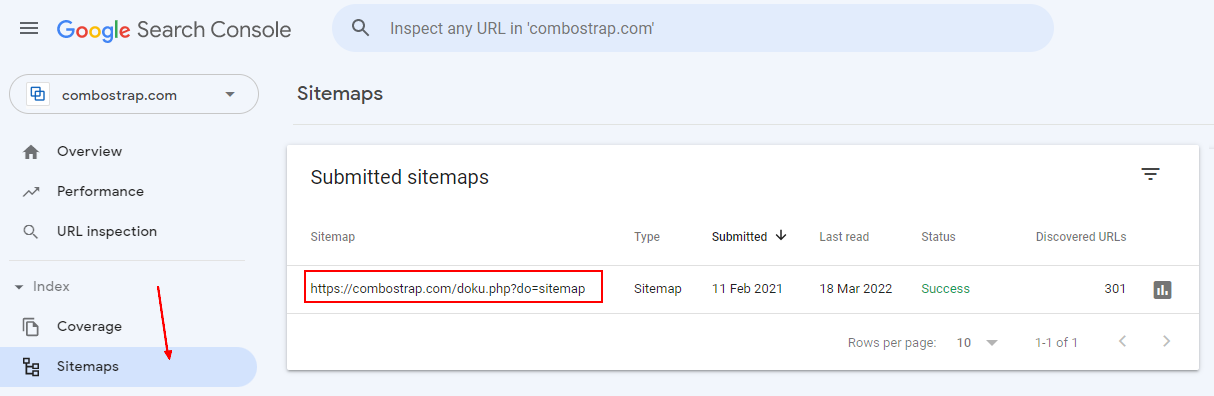 Google Search Console
Inspect any URL in 'combostrap.com'
combostrap.com
Overview
Performance
URL inspection
Index
Coverage
Sitemaps
Sitemaps
Submitted sitemaps
Sitemap Type Submitted Last read Status Discovered URLs
https://combostrap.com/doku.php?do=sitemap Sitemap 11 Feb 2021 18 Mar 2022 Success 301
Rows per page: 10 1-1 of 1